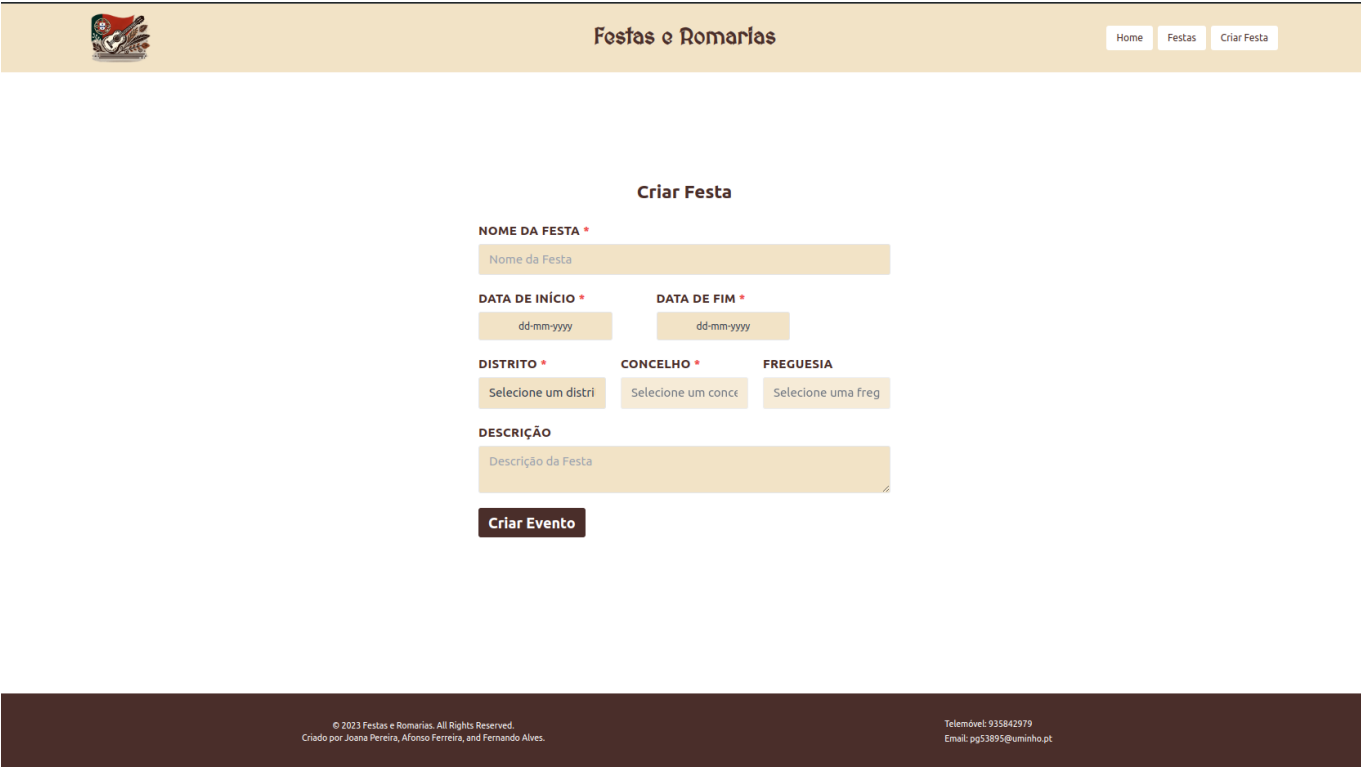 Festas e Romarias
Home Festas Criar Festa
Criar Festa
NOME DA FESTA *
Nome da Festa
DATA DE INÍCIO * DATA DE FIM *
dd-mm-yyyy dd-mm-yyyy
DISTRITO * CONCELHO * FREGUESIA
Selecione um distri Selecione um conce Selecione uma freg
DESCRIÇÃO
Descrição da Festa
Criar Evento
© 2023 Festas e Romarias. All Rights Reserved.
Criado por Joana Pereira, Afonso Ferreira, and Fernando Alves.
Telemóvel: 935842979
Email: pg53895@uminho.pt